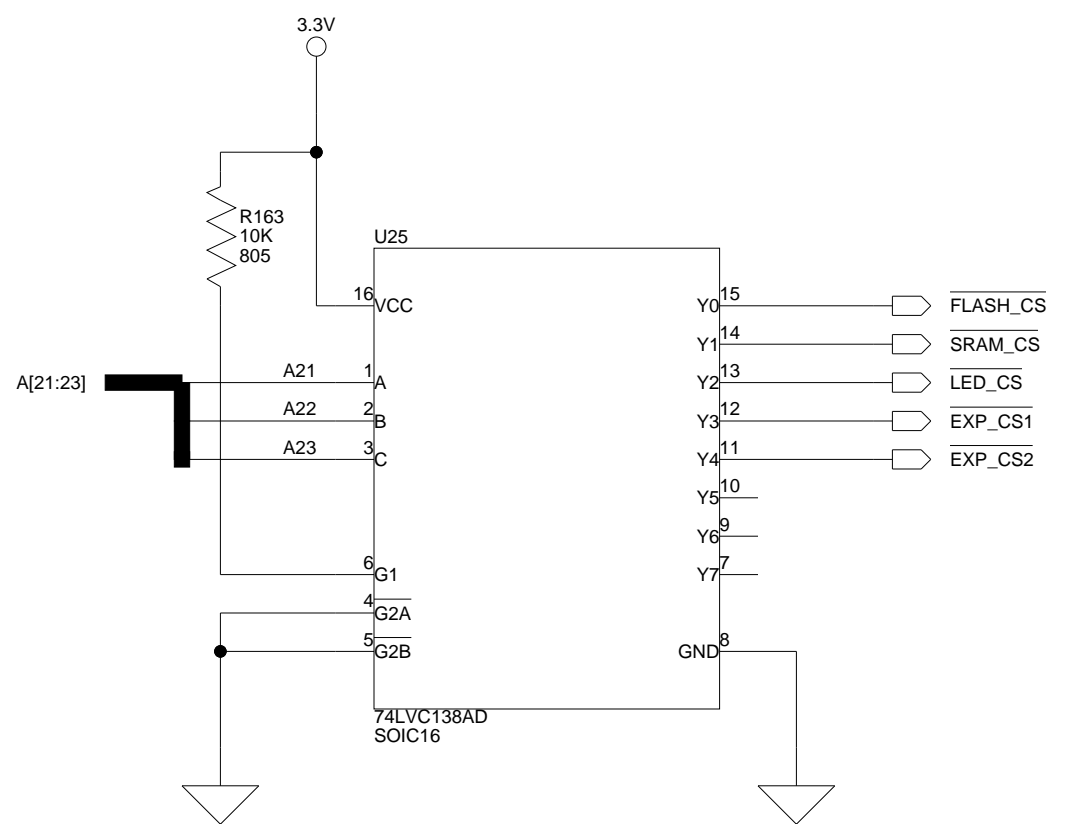 3.3V
R163
10K
805
U25
16
VCC
Y0
15
FLASH_CS
Y1
14
SRAM_CS
A[21:23]
A21
1
A
Y2
13
LED_CS
A22
2
B
Y3
12
EXP_CS1
A23
3
C
Y4
11
EXP_CS2
Y5
10
Y6
9
6
G1
Y7
7
4
G2A
5
G2B
GND
8
74LVC138AD
SOIC16